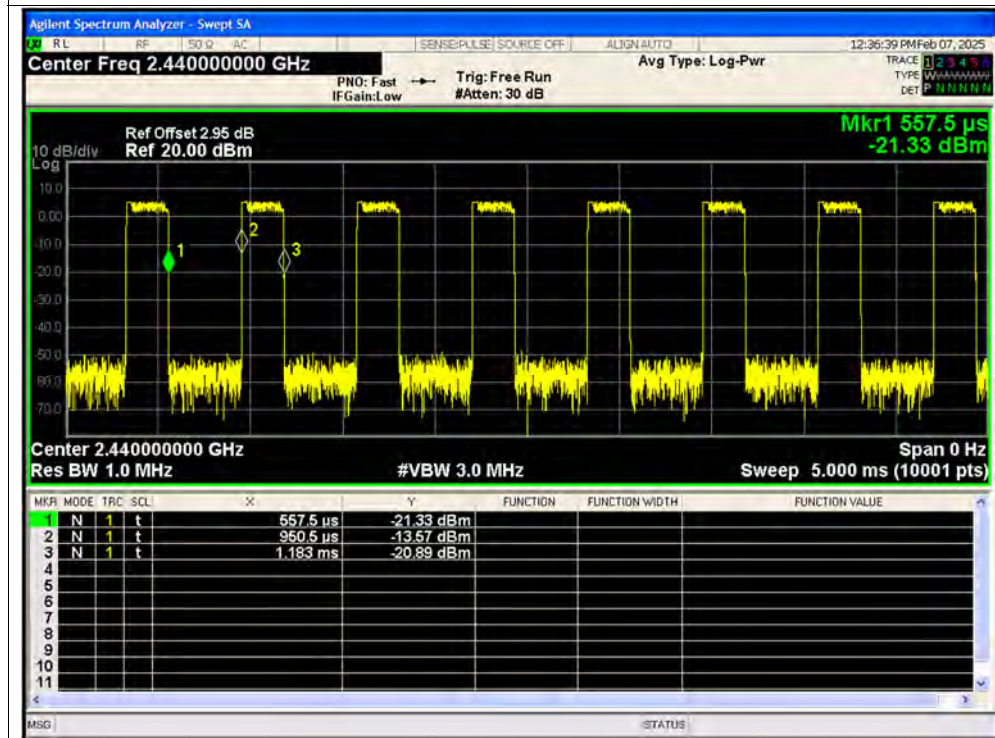 Agilent Spectrum Analyzer - Swept SA
RL RF 50 Ω AC SENSE:PULSE SOURCE OFF ALIGN AUTO 12:36:39 PM Feb 07, 2025
Center Freq 2.440000000 GHz Avg Type: Log-Pwr TRACE 1 2 3 4 5 6
PNO: Fast Trig: Free Run TYPE W
IFGain:Low #Atten: 30 dB DET P N N N N N
Mkr1 557.5 µs
Ref Offset 2.95 dB
10 dB/div Ref 20.00 dBm -21.33 dBm
Log
10.0
0.00
-10.0
-20.0
-30.0
-40.0
-50.0
-60.0
-70.0
1
2
3
Center 2.440000000 GHz Span 0 Hz
Res BW 1.0 MHz #VBW 3.0 MHz Sweep 5.000 ms (10001 pts)
MKR MODE TRC SCL X Y FUNCTION FUNCTION WIDTH FUNCTION VALUE
1 N 1 t 557.5 µs -21.33 dBm
2 N 1 t 950.5 µs -13.57 dBm
3 N 1 t 1.183 ms -20.89 dBm
4
5
6
7
8
9
10
11
MSG STATUS